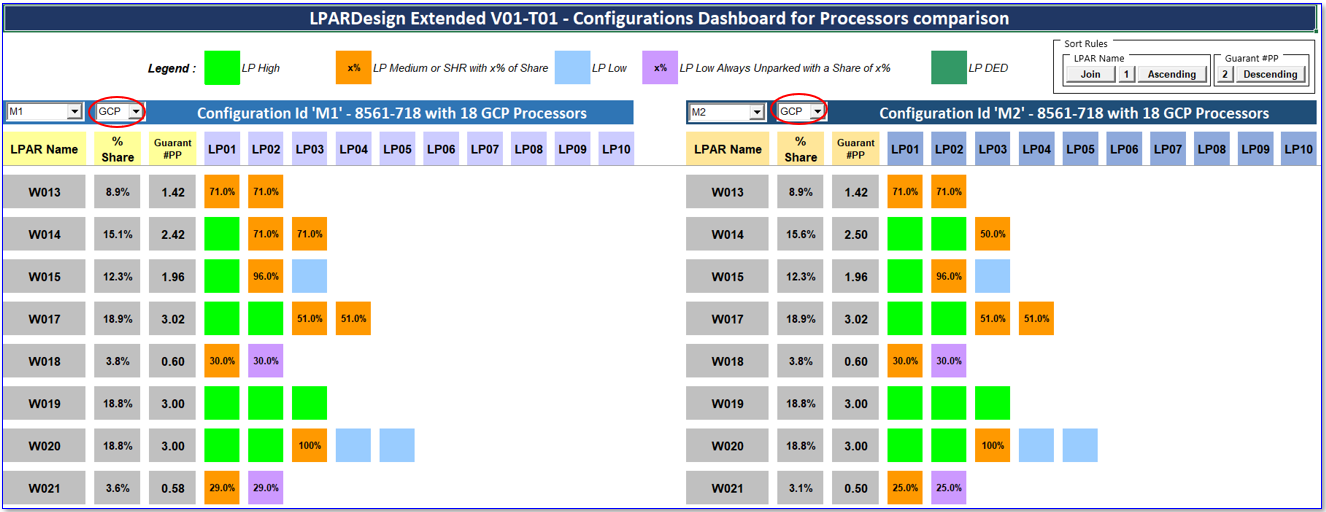 LPARDesign Extended V01-T01 - Configurations Dashboard for Processors comparison
Legend : LP High x% LP Medium or SHR with x% of Share LP Low x% LP Low Always Unparked with a Share of x% LP DED
Sort Rules
LPAR Name Guarant #PP
Join 1 Ascending 2 Descending
M1 GCP Configuration Id 'M1' - 8561-718 with 18 GCP Processors
LPAR Name % Share Guarant #PP LP01 LP02 LP03 LP04 LP05 LP06 LP07 LP08 LP09 LP10
W013 8.9% 1.42 71.0% 71.0%
W014 15.1% 2.42 71.0% 71.0%
W015 12.3% 1.96 96.0%
W017 18.9% 3.02 51.0% 51.0%
W018 3.8% 0.60 30.0% 30.0%
W019 18.8% 3.00
W020 18.8% 3.00 100%
W021 3.6% 0.58 29.0% 29.0%
M2 GCP Configuration Id 'M2' - 8561-718 with 18 GCP Processors
LPAR Name % Share Guarant #PP LP01 LP02 LP03 LP04 LP05 LP06 LP07 LP08 LP09 LP10
W013 8.9% 1.42 71.0% 71.0%
W014 15.6% 2.50 50.0%
W015 12.3% 1.96 96.0%
W017 18.9% 3.02 51.0% 51.0%
W018 3.8% 0.60 30.0% 30.0%
W019 18.8% 3.00
W020 18.8% 3.00 100%
W021 3.1% 0.50 25.0% 25.0%